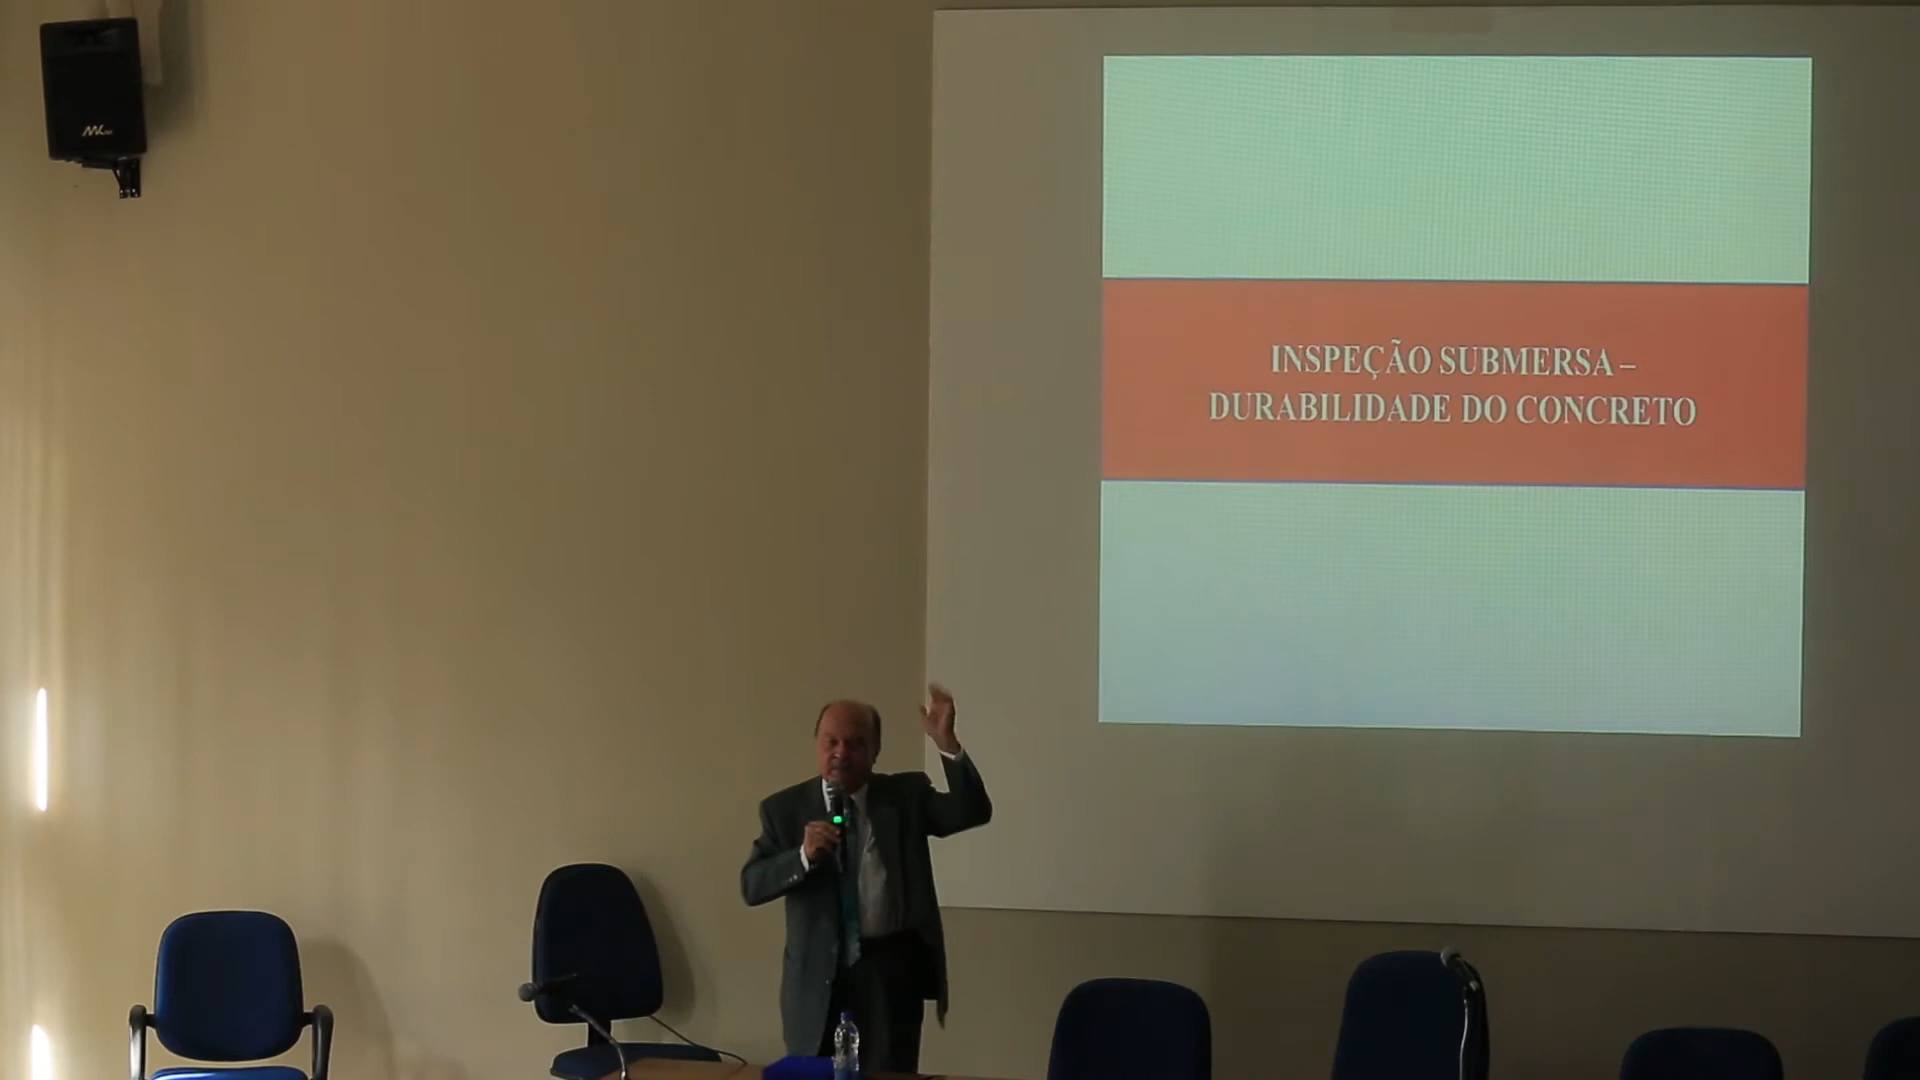 INSPEÇÃO SUBMERSA –
DURABILIDADE DO CONCRETO